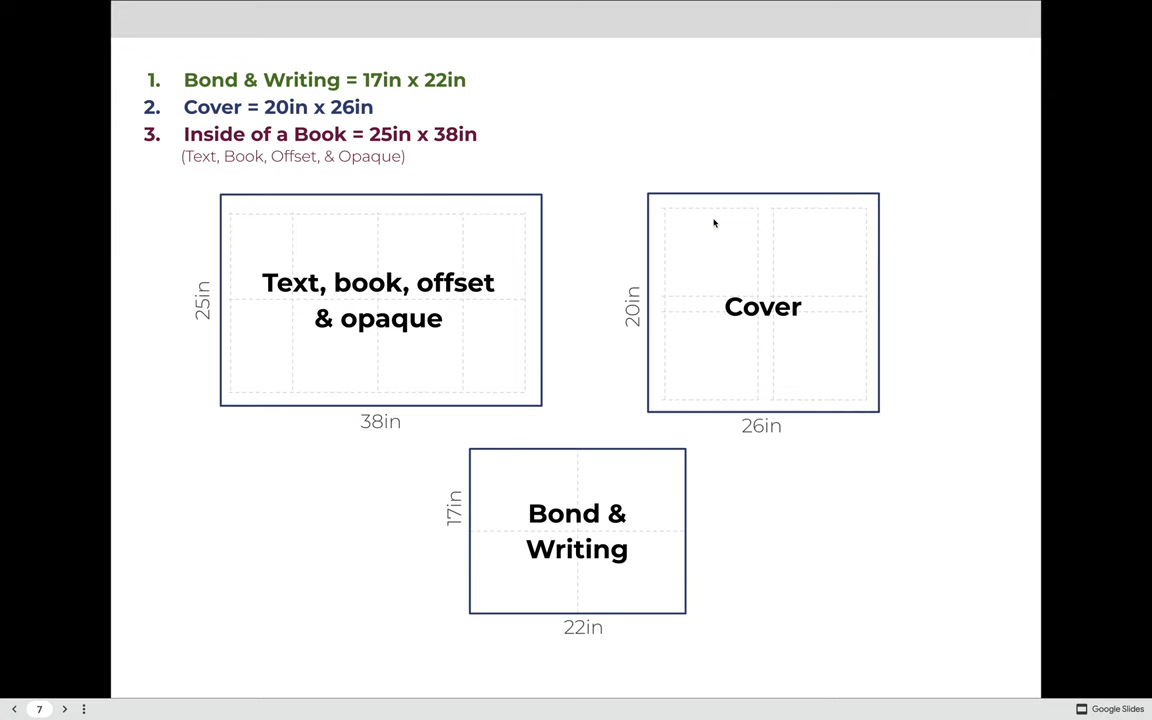 1. Bond & Writing = 17in x 22in
2. Cover = 20in x 26in
3. Inside of a Book = 25in x 38in
(Text, Book, Offset, & Opaque)
25in
Text, book, offset
& opaque
38in
20in
Cover
26in
17in
Bond &
Writing
22in
7
Google Slides